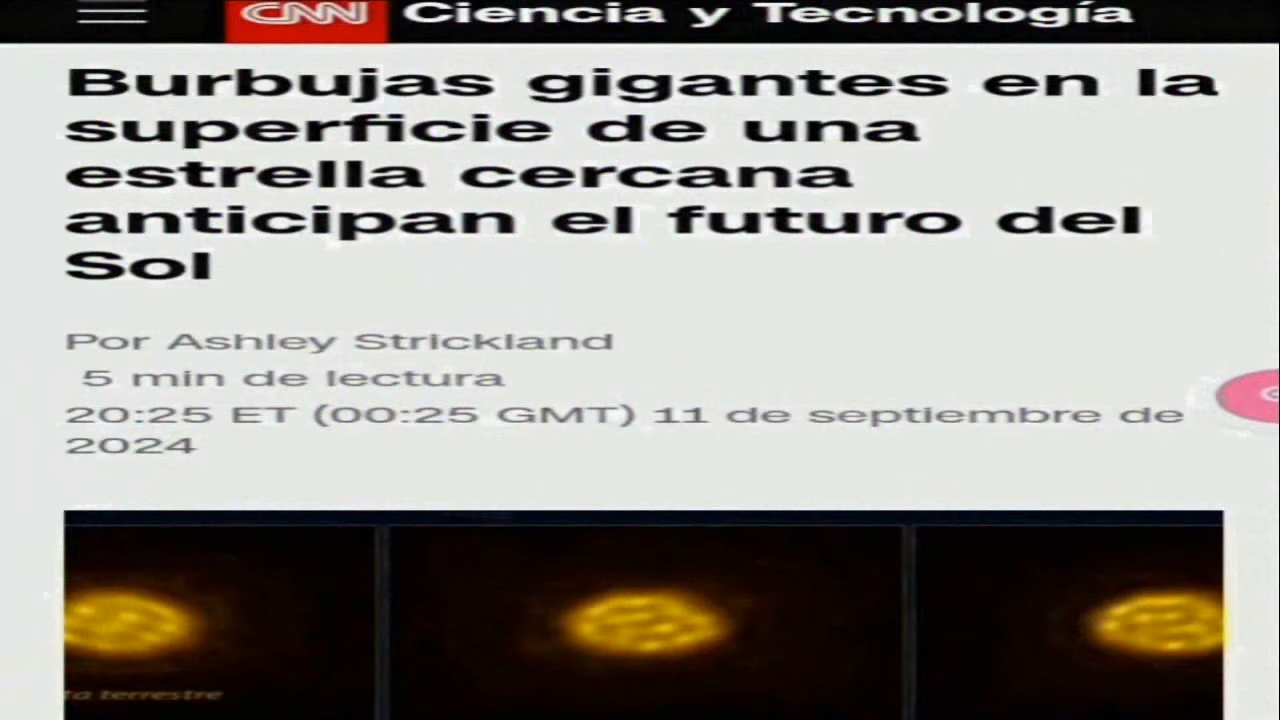 CNN Ciencia y Tecnología
Burbujas gigantes en la
superficie de una
estrella cercana
anticipan el futuro del
Sol
Por Ashley Strickland
5 min de lectura
20:25 ET (00:25 GMT) 11 de septiembre de
2024
terrestre